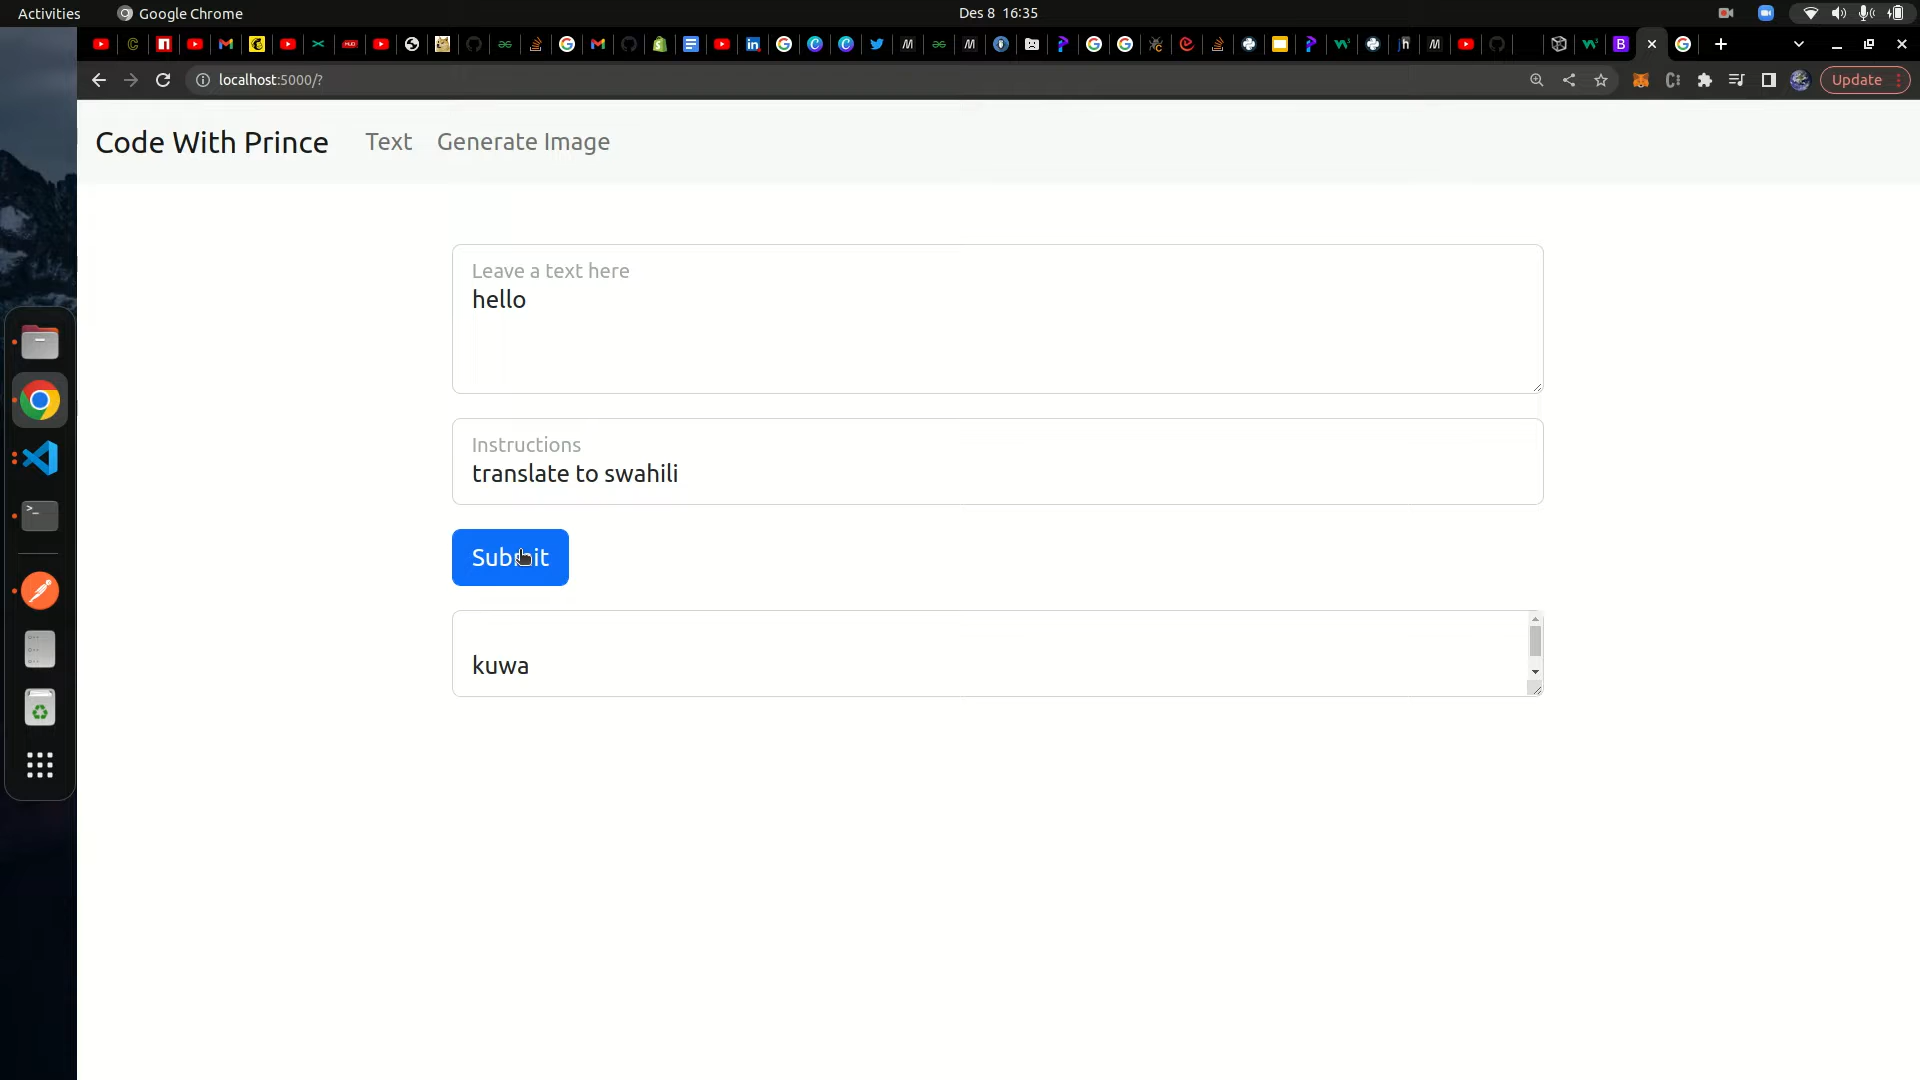 Activities
Google Chrome
Des 8 16:35
localhost:5000/?
Update
Code With Prince
Text
Generate Image
Leave a text here
hello
Instructions
translate to swahili
Submit
kuwa